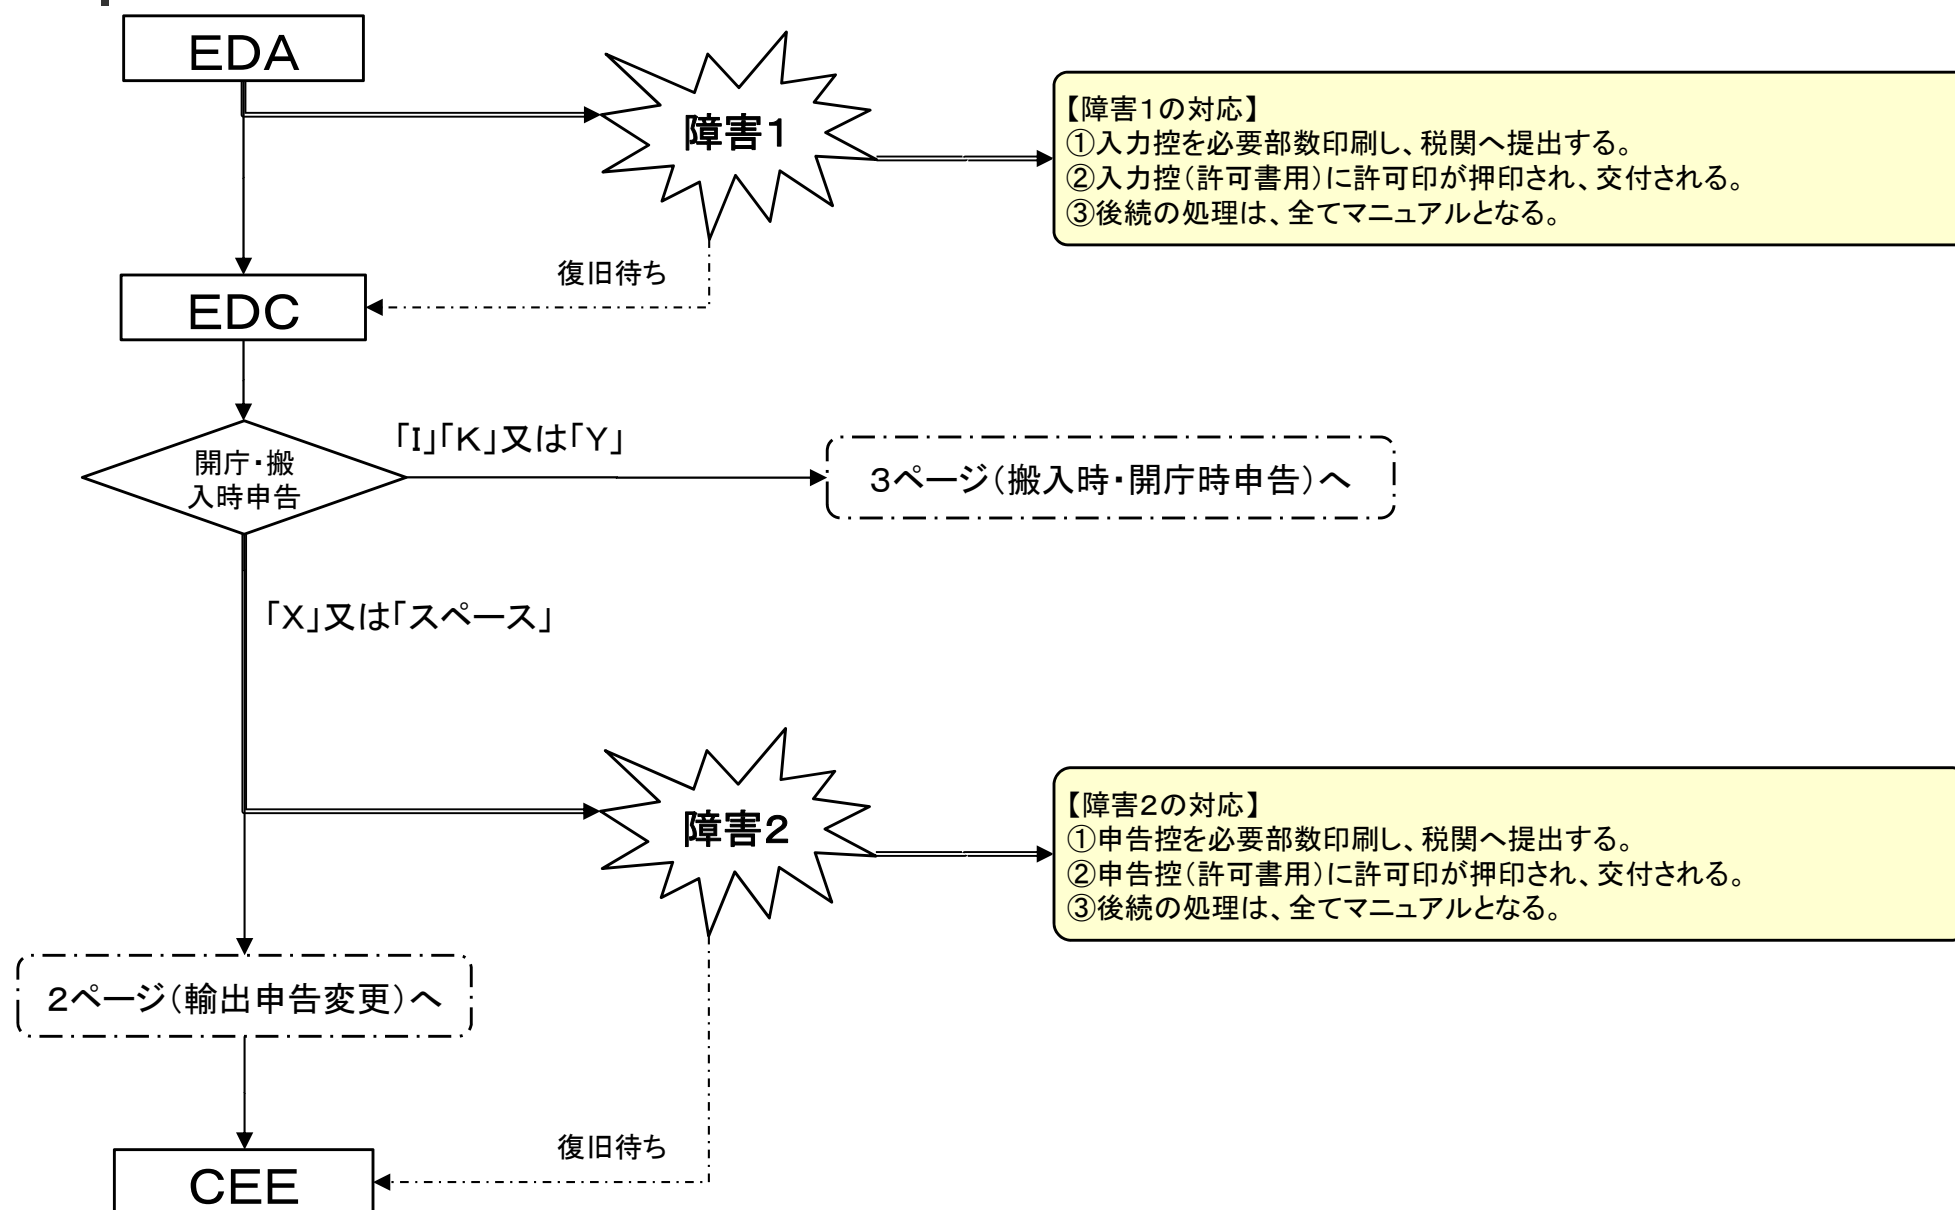 EDA
障害1
【障害1の対応】
①入力控を必要部数印刷し、税関へ提出する。
②入力控(許可書用)に許可印が押印され、交付される。
③後続の処理は、全てマニュアルとなる。
復旧待ち
EDC
「I」「K」又は「Y」
開庁・搬
入時申告
3ページ(搬入時・開庁時申告)へ
「X」又は「スペース」
障害2
【障害2の対応】
①申告控を必要部数印刷し、税関へ提出する。
②申告控(許可書用)に許可印が押印され、交付される。
③後続の処理は、全てマニュアルとなる。
2ページ(輸出申告変更)へ
復旧待ち
CEE